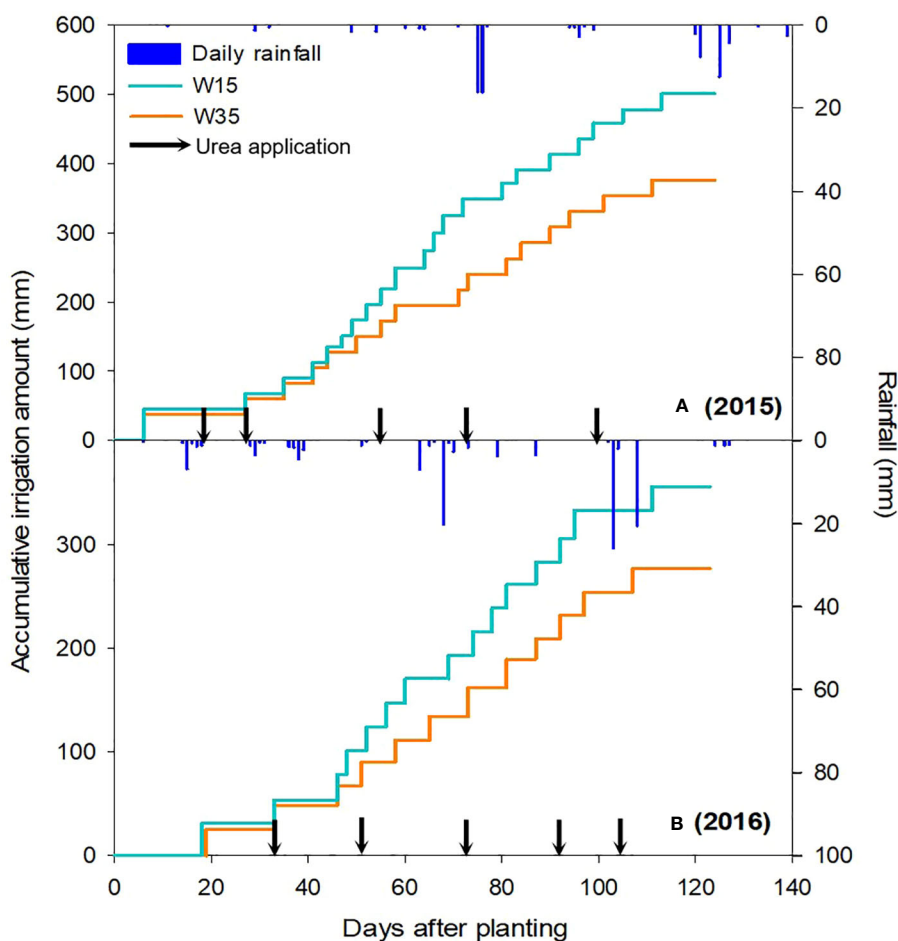 600
500
400
300
200
100
0
Daily rainfall
W15
W35
Urea application
0
20
40
60
80
A (2015)
Accumulative irrigation amount (mm)
Rainfall (mm)
300
200
100
0
0
20
40
60
80
100
B (2016)
0 20 40 60 80 100 120 140
Days after planting